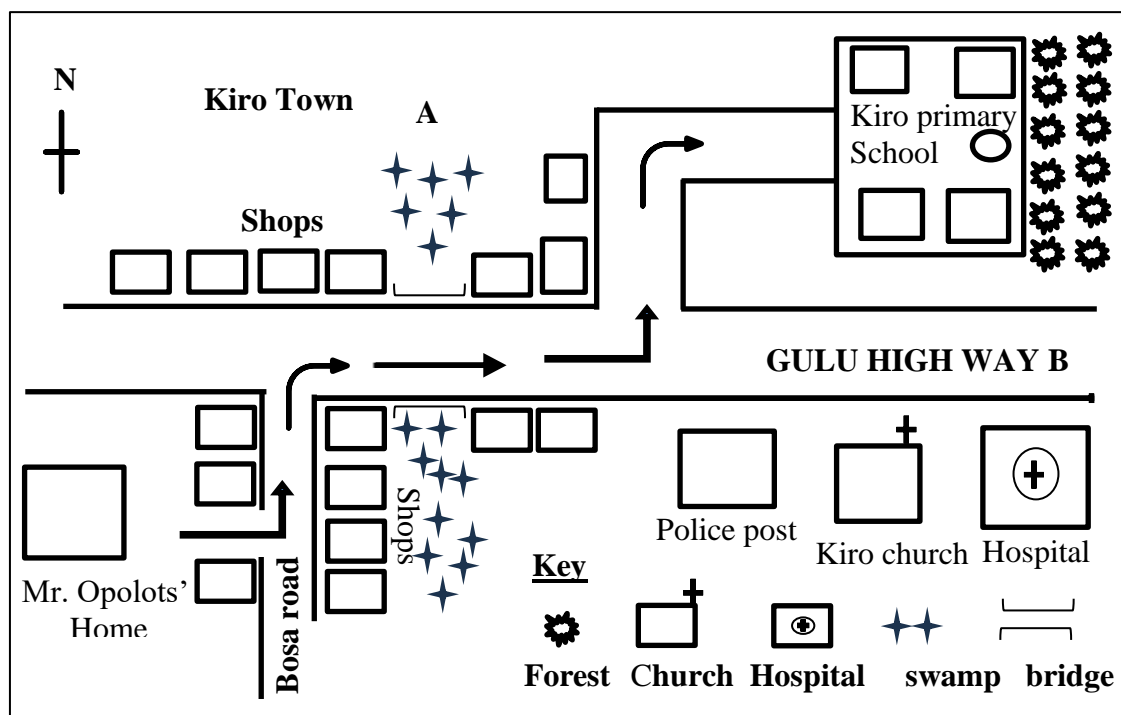 N
Kiro Town
A
Kiro primary
School
Shops
GULU HIGH WAY B
Shops
Police post
Kiro church
Hospital
Mr. Opolots’
Home
Bosa road
Key
Forest
Church
Hospital
swamp
bridge